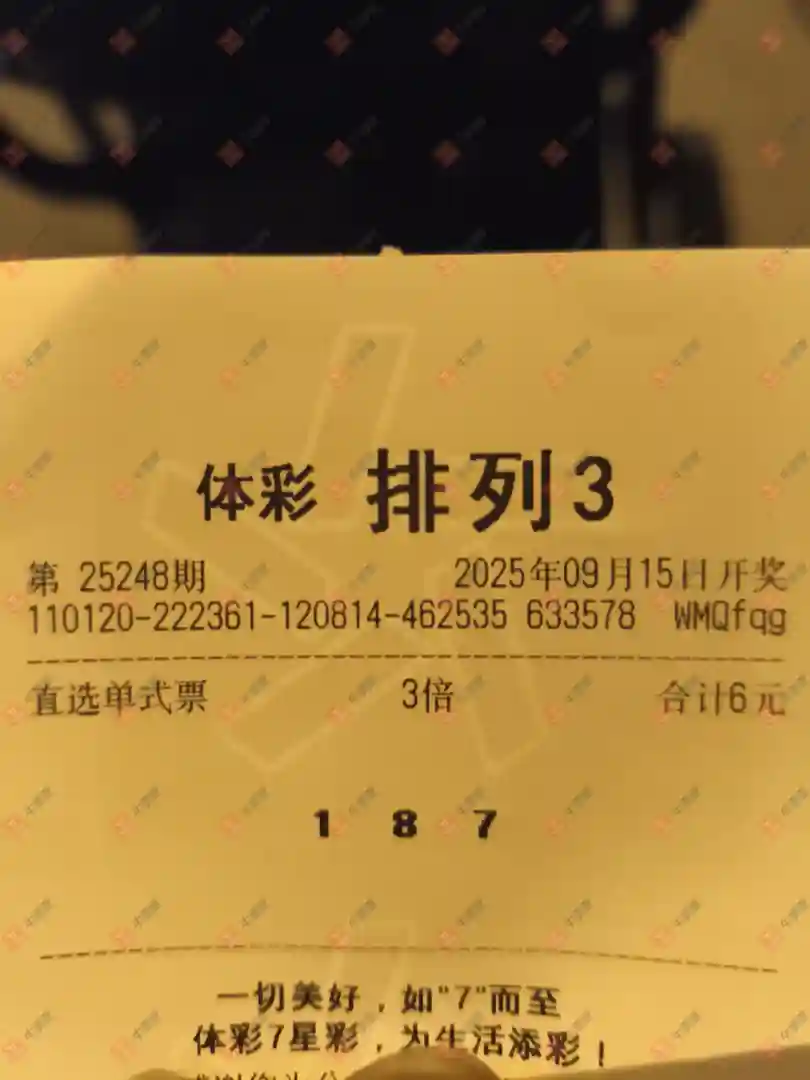 体彩 排列3
第 25248期 2025年09月15日开奖
110120-222361-120814-462535 633578 WMQfqg
直选单式票 3倍 合计6元
1 8 7
一切美好，如"7"而至
体彩7星彩，为生活添彩！